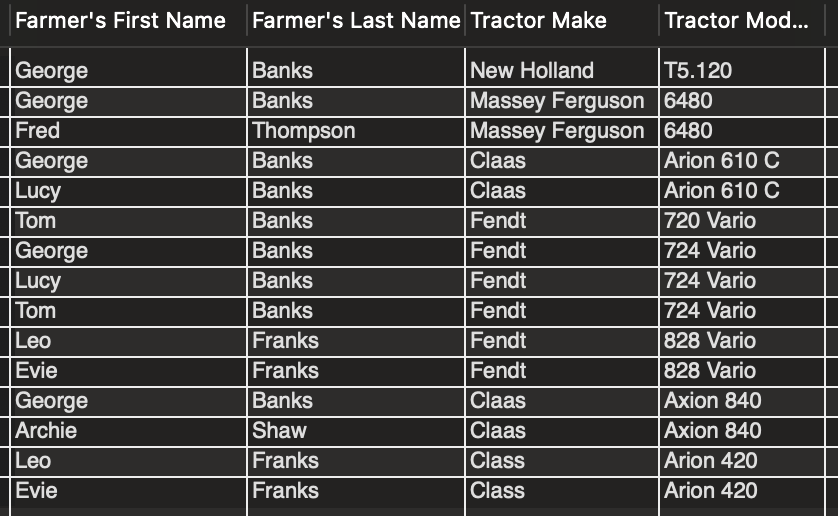 Farmer's First Name Farmer's Last Name Tractor Make Tractor Mod...
George Banks New Holland T5.120
George Banks Massey Ferguson 6480
Fred Thompson Massey Ferguson 6480
George Banks Claas Arion 610 C
Lucy Banks Claas Arion 610 C
Tom Banks Fendt 720 Vario
George Banks Fendt 724 Vario
Lucy Banks Fendt 724 Vario
Tom Banks Fendt 724 Vario
Leo Franks Fendt 828 Vario
Evie Franks Fendt 828 Vario
George Banks Claas Axion 840
Archie Shaw Claas Axion 840
Leo Franks Class Arion 420
Evie Franks Class Arion 420